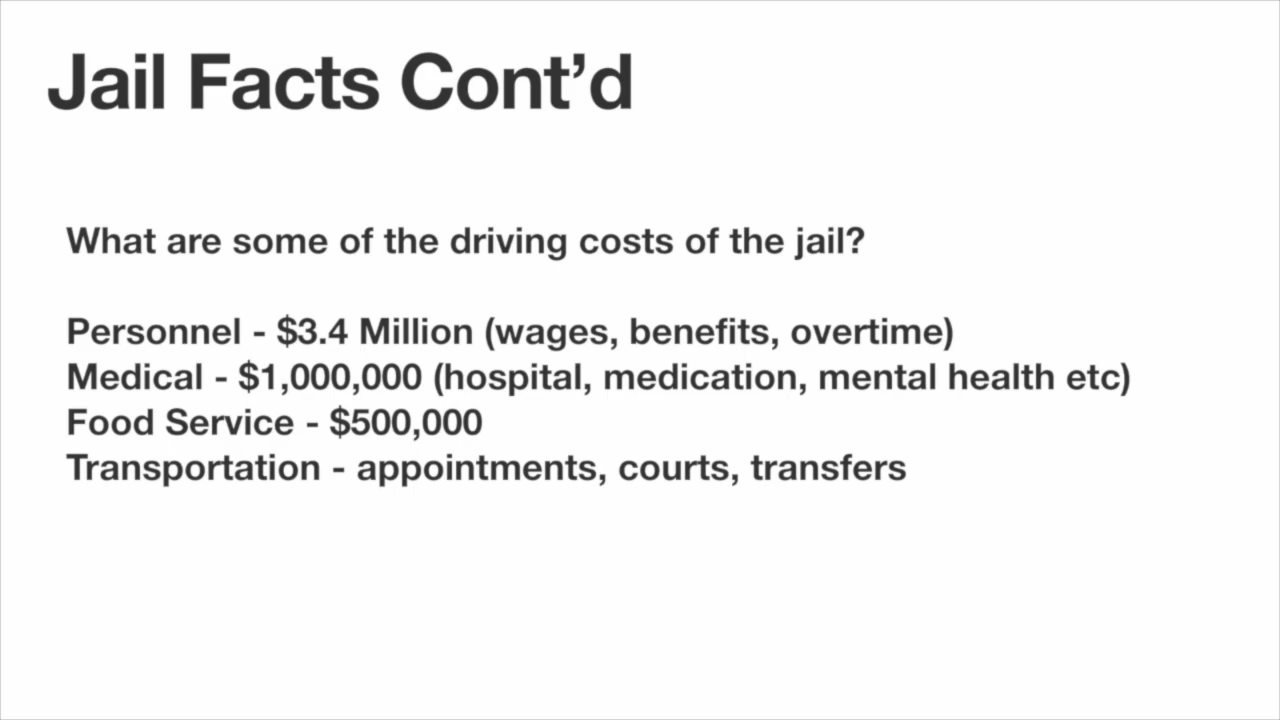 Jail Facts Cont’d
What are some of the driving costs of the jail?
Personnel - $3.4 Million (wages, benefits, overtime)
Medical - $1,000,000 (hospital, medication, mental health etc)
Food Service - $500,000
Transportation - appointments, courts, transfers